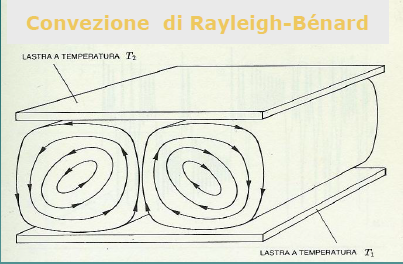 Convezione di Rayleigh-Bénard
LASTRA A TEMPERATURA T₂
LASTRA A TEMPERATURA T₁